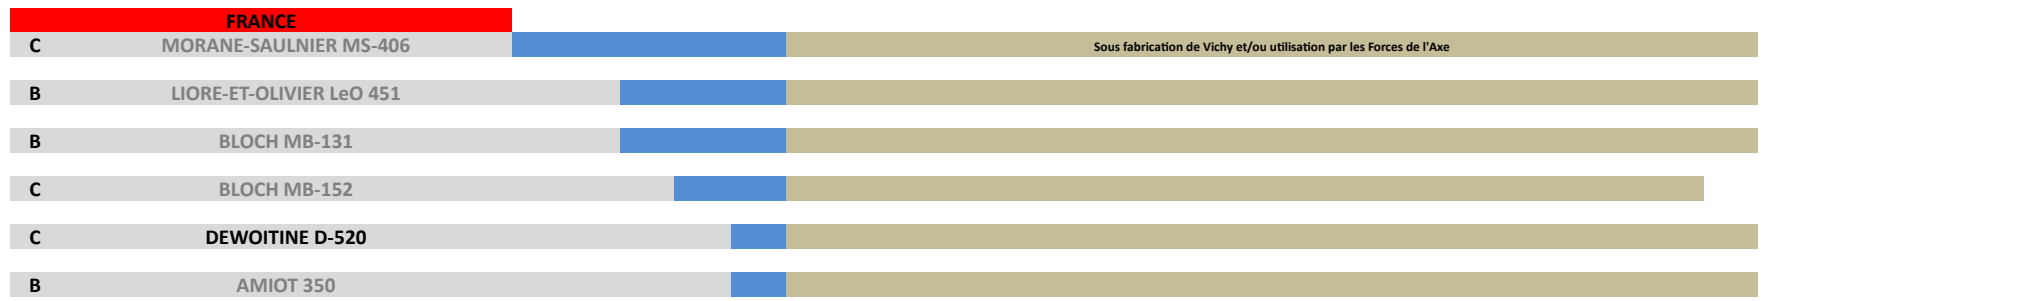 FRANCE
C MORANE-SAULNIER MS-406 Sous fabrication de Vichy et/ou utilisation par les Forces de l'Axe
B LIORE-ET-OLIVIER LeO 451
B BLOCH MB-131
C BLOCH MB-152
C DEWOITINE D-520
B AMIOT 350